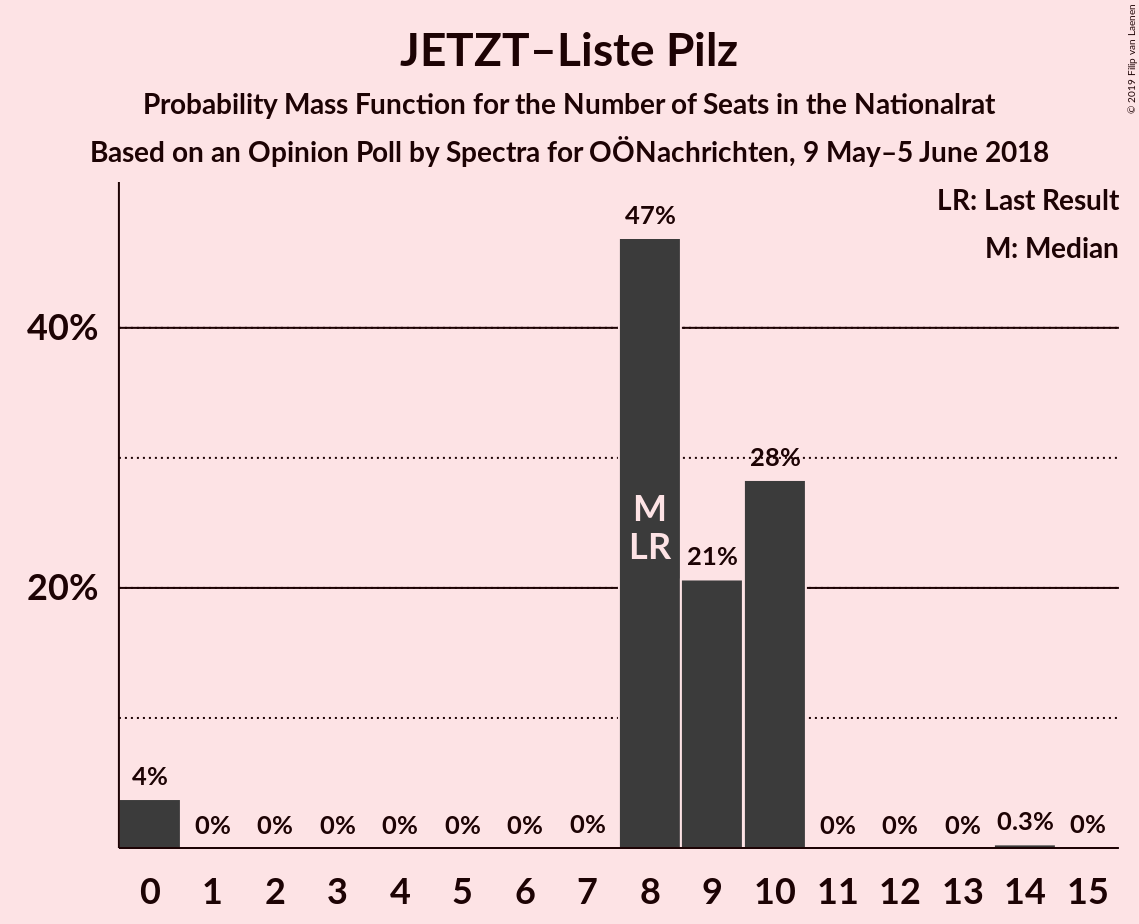 JETZT–Liste Pilz
Probability Mass Function for the Number of Seats in the Nationalrat
Based on an Opinion Poll by Spectra for OÖNachrichten, 9 May–5 June 2018
© 2019 Filip van Laenen
LR: Last Result
M: Median
40%
20%
4%
0%
0%
0%
0%
0%
0%
0%
47%
M
LR
21%
28%
0%
0%
0%
0.3%
0%
0 1 2 3 4 5 6 7 8 9 10 11 12 13 14 15